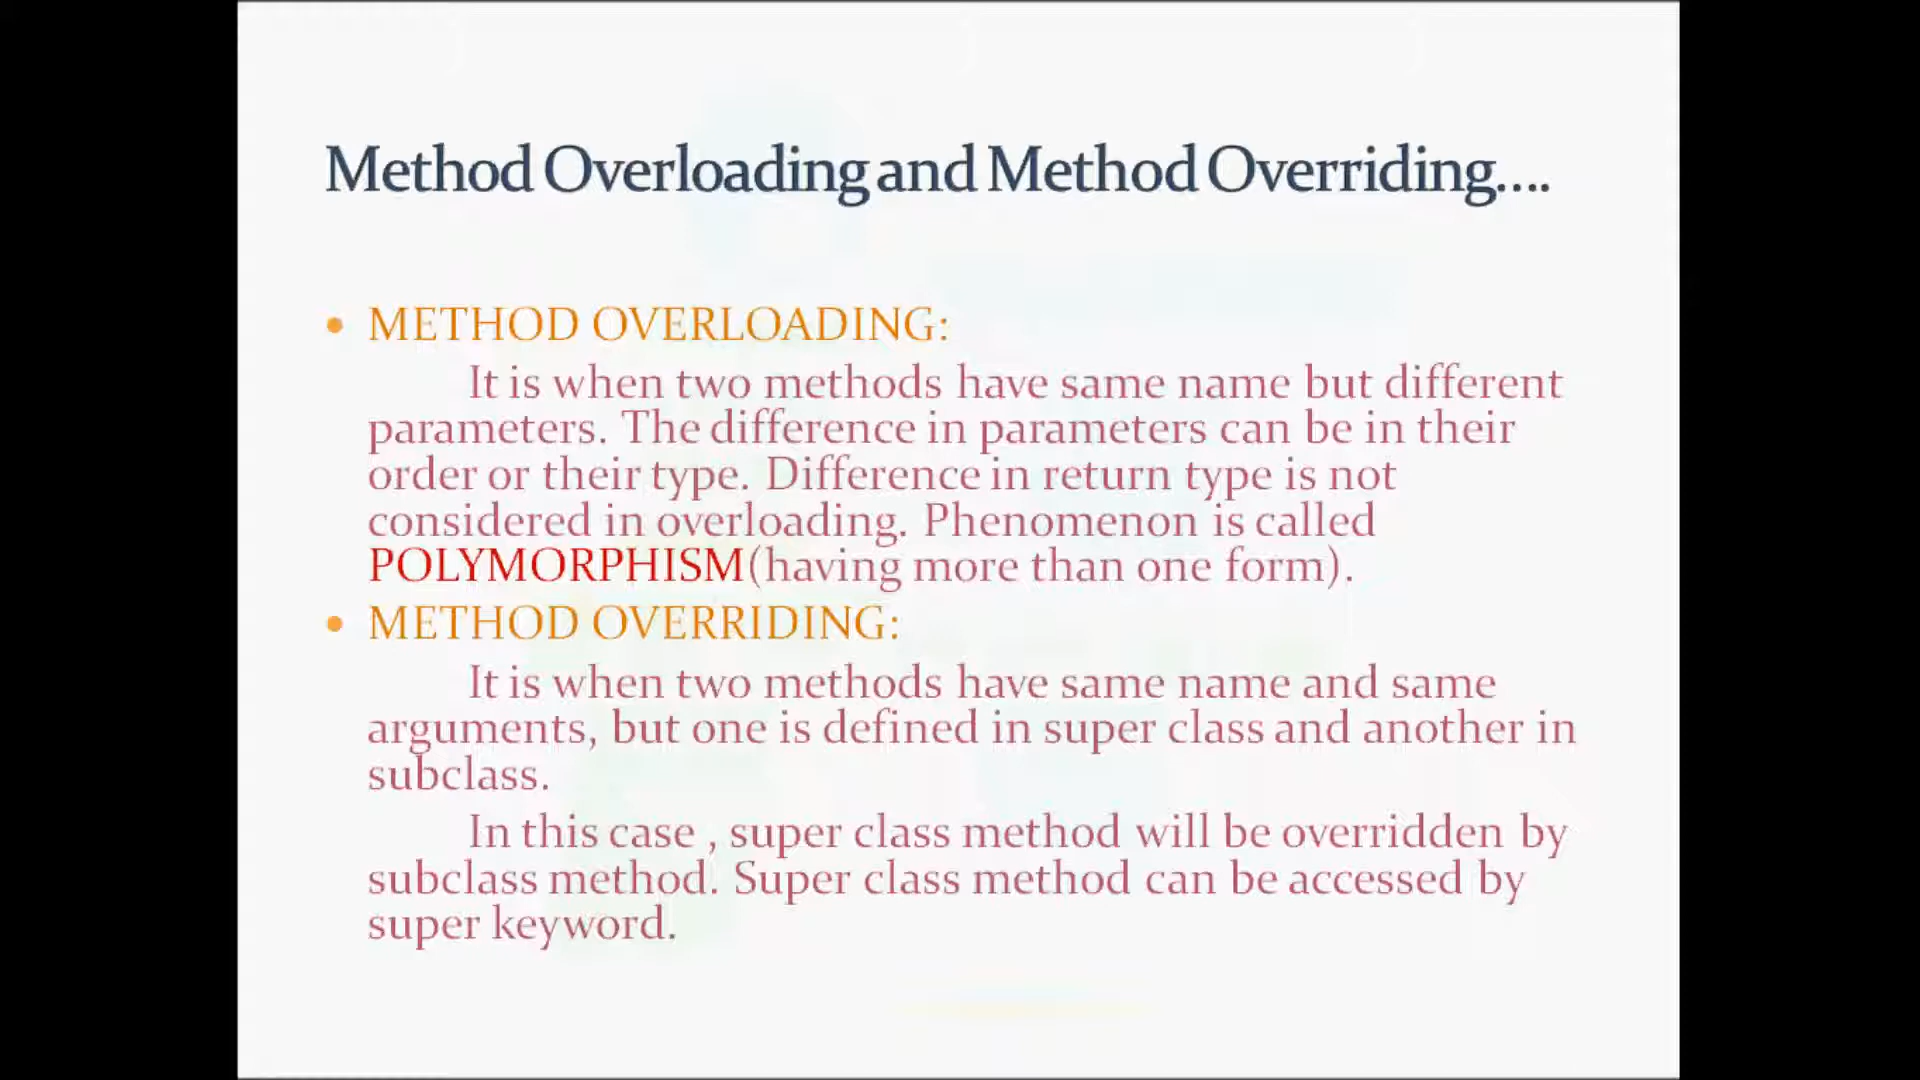 Method Overloading and Method Overriding....
• METHOD OVERLOADING:
It is when two methods have same name but different
parameters. The difference in parameters can be in their
order or their type. Difference in return type is not
considered in overloading. Phenomenon is called
POLYMORPHISM(having more than one form).
• METHOD OVERRIDING:
It is when two methods have same name and same
arguments, but one is defined in super class and another in
subclass.
In this case , super class method will be overridden by
subclass method. Super class method can be accessed by
super keyword.